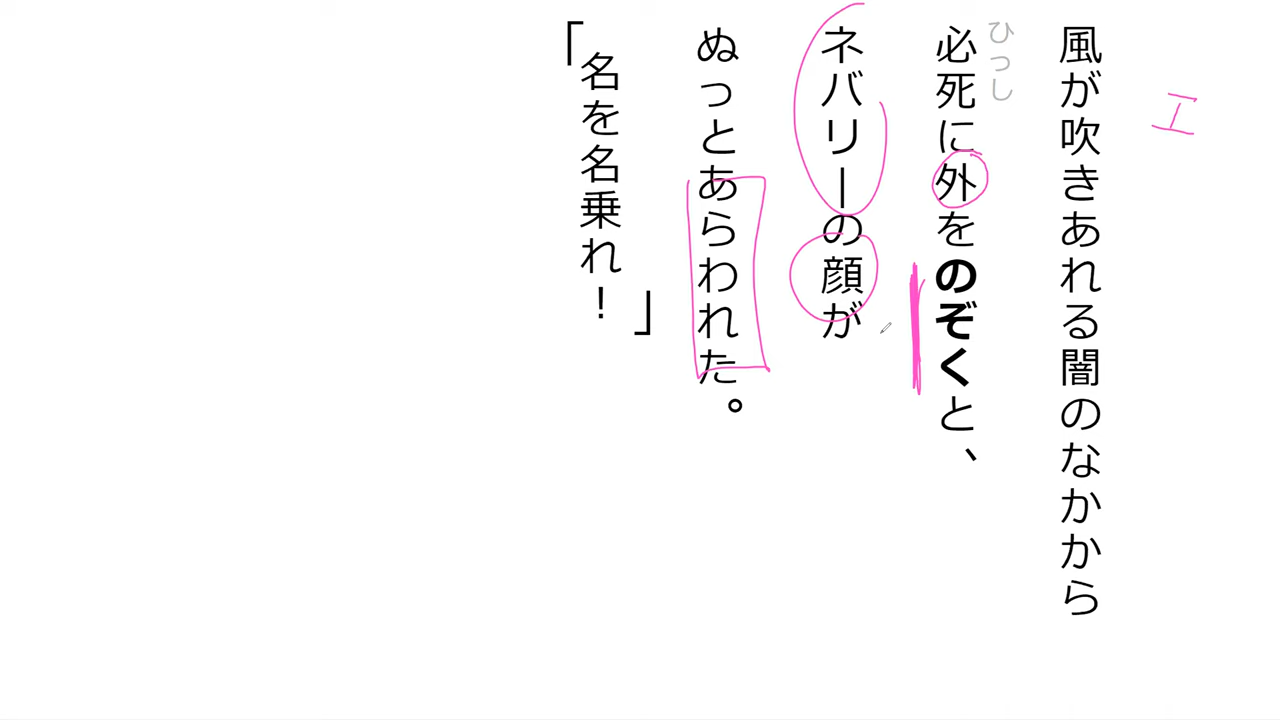 エ
風が吹きあれる闇のなかから
ひっし
必死に外をのぞくと、
ネバリーの顔が
ぬっとあらわれた。
「名を名乗れ！」